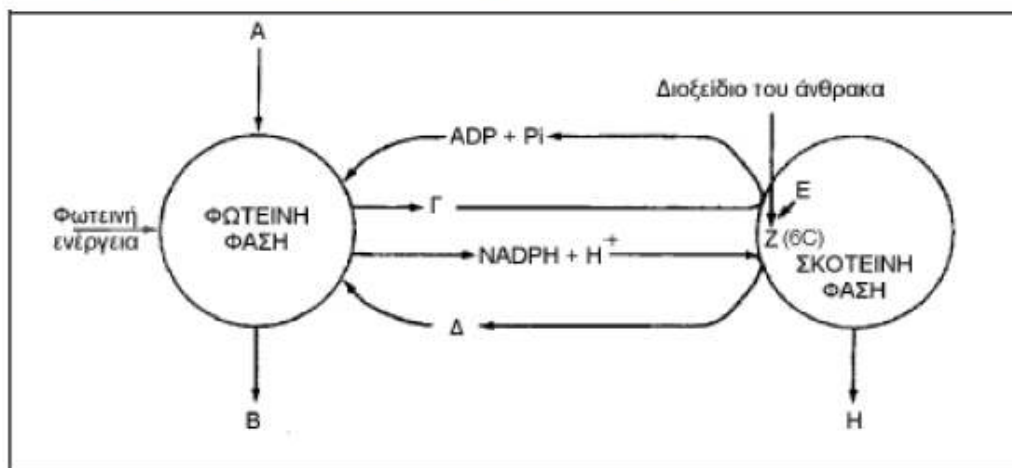 Α
Διοξείδιο του άνθρακα
ADP + Pi
Ε
Φωτεινή
ενέργεια
ΦΩΤΕΙΝΗ
ΦΑΣΗ
Γ
Ζ (6C)
NADPH + H⁺
ΣΚΟΤΕΙΝΗ
ΦΑΣΗ
Δ
Β
Η